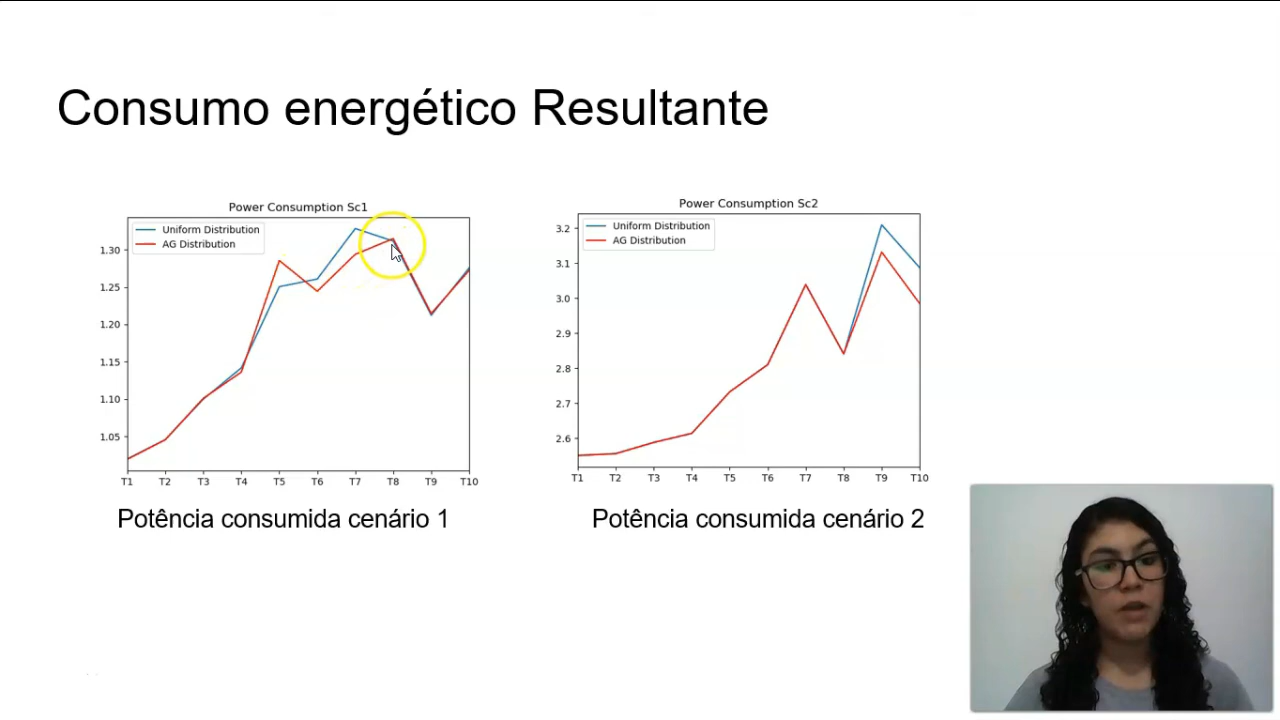 Consumo energético Resultante
Power Consumption Sc1
Uniform Distribution
AG Distribution
1.30
1.25
1.20
1.15
1.10
1.05
T1 T2 T3 T4 T5 T6 T7 T8 T9 T10
Potência consumida cenário 1
Power Consumption Sc2
Uniform Distribution
AG Distribution
3.2
3.1
3.0
2.9
2.8
2.7
2.6
T1 T2 T3 T4 T5 T6 T7 T8 T9 T10
Potência consumida cenário 2